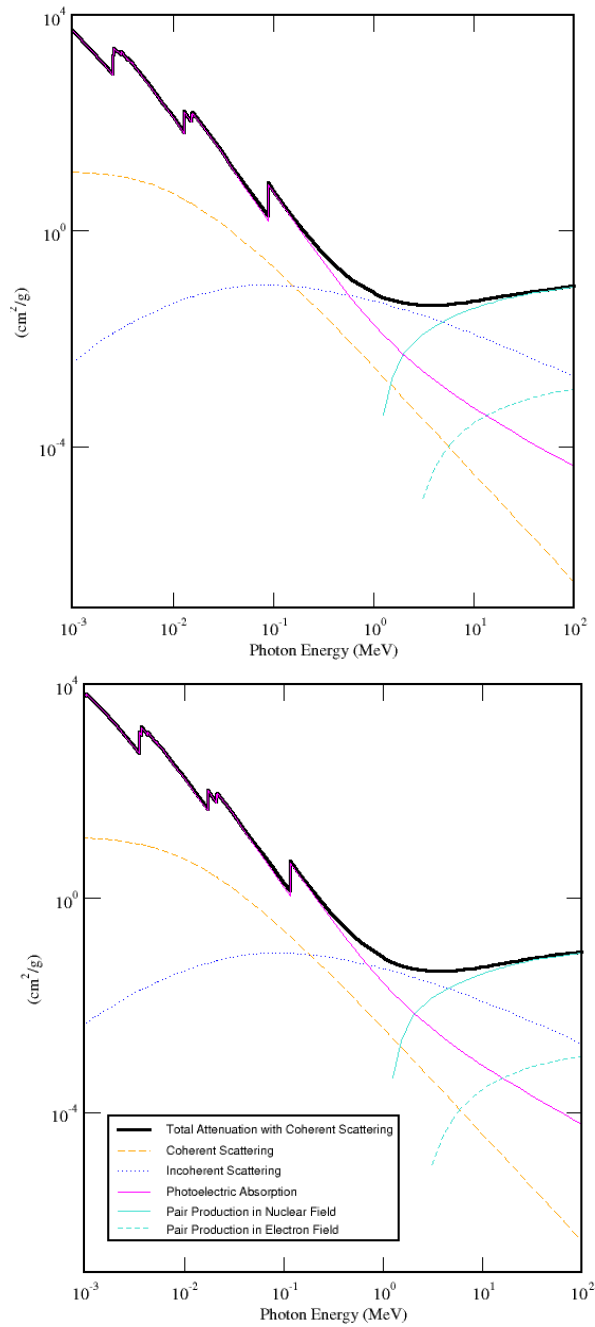 10⁴
10⁰
10⁻⁴
(cm²/g)
10⁻³ 10⁻² 10⁻¹ 10⁰ 10¹ 10²
Photon Energy (MeV)
10⁴
10⁰
10⁻⁴
(cm²/g)
Total Attenuation with Coherent Scattering
Coherent Scattering
Incoherent Scattering
Photoelectric Absorption
Pair Production in Nuclear Field
Pair Production in Electron Field
10⁻³ 10⁻² 10⁻¹ 10⁰ 10¹ 10²
Photon Energy (MeV)